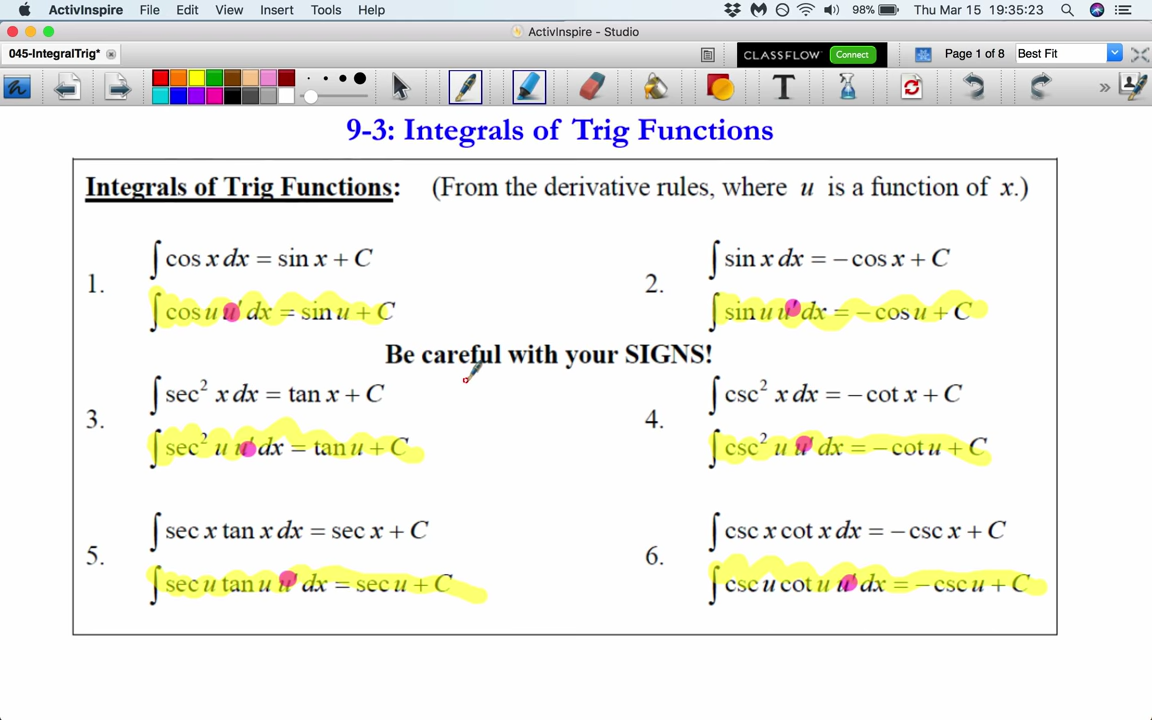 ActivInspire File Edit View Insert Tools Help 98% Thu Mar 15 19:35:23
ActivInspire - Studio
045-IntegralTrig* CLASSFLOW Connect Page 1 of 8 Best Fit
T »
9-3: Integrals of Trig Functions
Integrals of Trig Functions: (From the derivative rules, where u is a function of x.)
1. ∫ cos x dx = sin x + C
∫ cos u u' dx = sin u + C
2. ∫ sin x dx = − cos x + C
∫ sin u u' dx = − cos u + C
Be careful with your SIGNS!
3. ∫ sec² x dx = tan x + C
∫ sec² u u' dx = tan u + C
4. ∫ csc² x dx = − cot x + C
∫ csc² u u' dx = − cot u + C
5. ∫ sec x tan x dx = sec x + C
∫ sec u tan u u' dx = sec u + C
6. ∫ csc x cot x dx = − csc x + C
∫ csc u cot u u' dx = − csc u + C